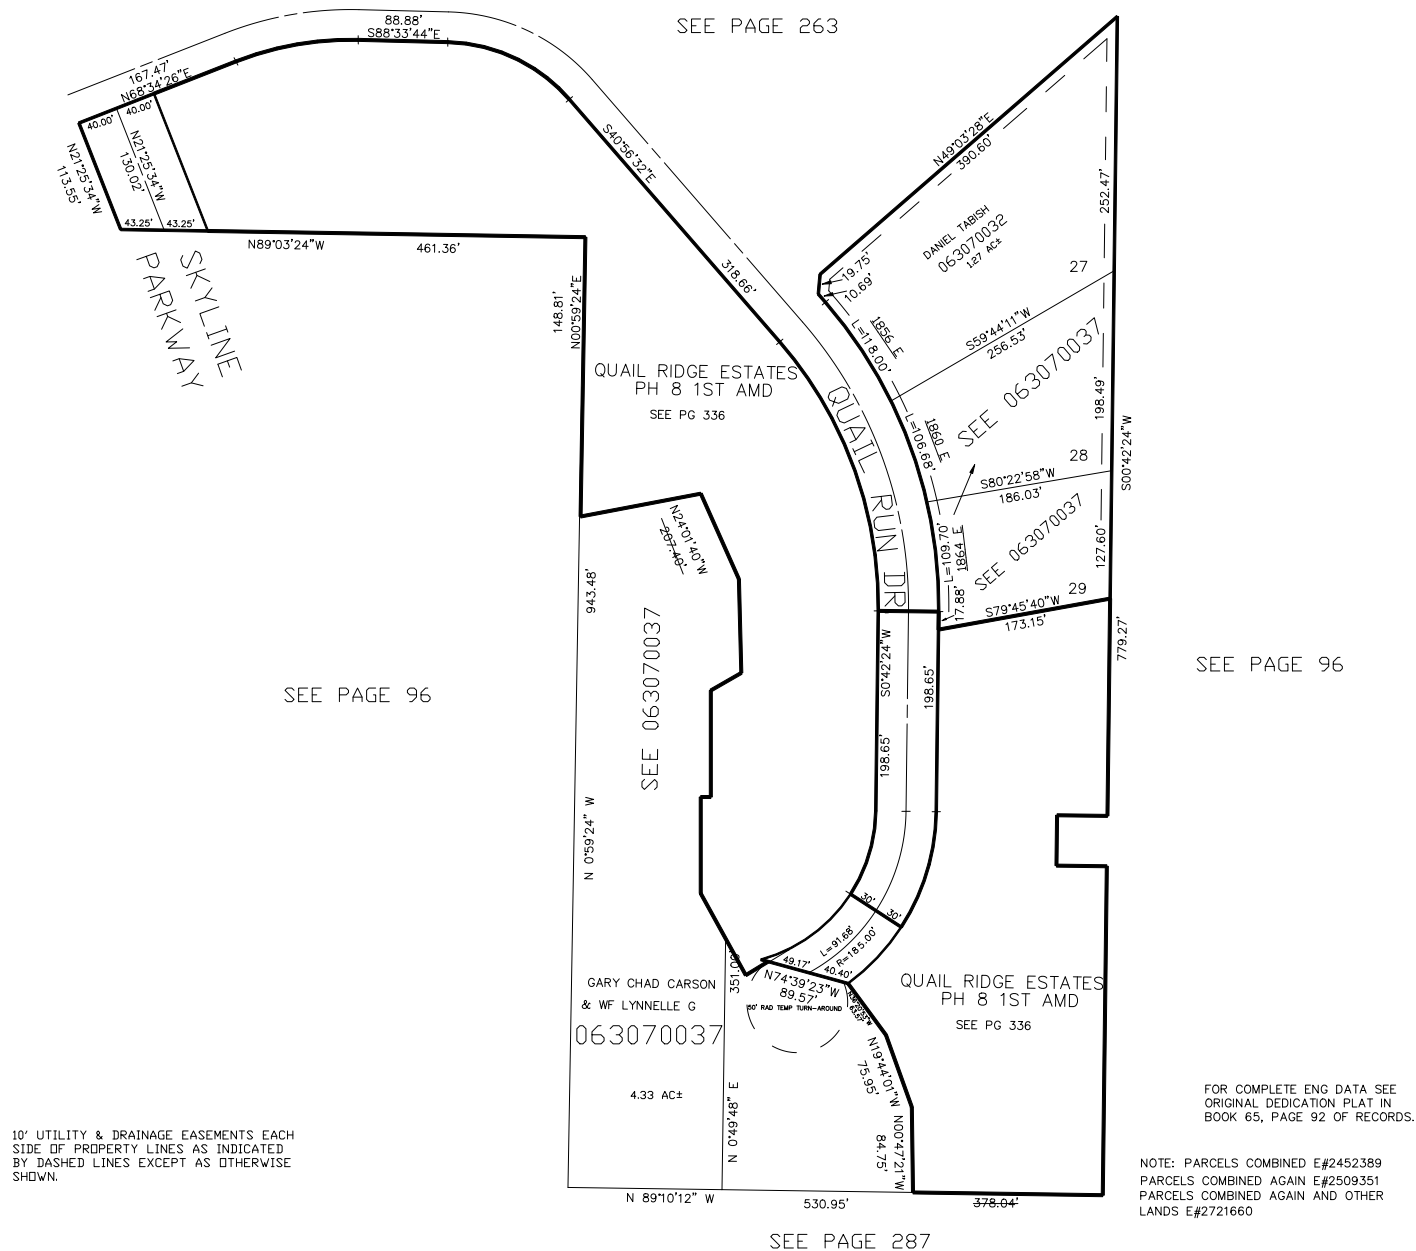 SEE PAGE 263
88.88'
S88°33'44"E
167.47'
N68°34'26"E
40.00'
40.00'
N21°25'34"W
113.55'
N21°25'34"W
130.02'
43.25'
43.25'
N89°03'24"W
461.36'
SKYLINE
PARKWAY
S40°56'32"E
318.66'
148.81'
N00°59'24"E
QUAIL RIDGE ESTATES
PH 8 1ST AMD
SEE PG 336
N49°03'28"E
390.60'
252.47'
DANIEL TABISH
063070032
1.27 AC±
19.75'
10.69'
27
1856 E
L=118.00'
S59°44'11"W
256.53'
SEE 063070037
198.49'
1860 E
L=106.68'
28
S80°22'58"W
186.03'
S00°42'24"W
QUAIL RUN DR
SEE 063070037
127.60'
L=109.70'
1864 E
17.88'
29
S79°45'40"W
173.15'
779.27'
N24°01'40"W
207.40'
943.48'
SEE 063070037
S0°42'24"W
198.65'
198.65'
SEE PAGE 96
SEE PAGE 96
N 0°59'24" W
30'
30'
L=91.68'
R=185.00'
49.17'
40.40'
N74°39'23"W
89.57'
50' RAD TEMP TURN-AROUND
63.57'
351.00'
GARY CHAD CARSON
& WF LYNNELLE G
063070037
4.33 AC±
QUAIL RIDGE ESTATES
PH 8 1ST AMD
SEE PG 336
N19°44'01"W
75.95'
N00°47'21"W
84.75'
N 0°49'48" E
N 89°10'12" W
530.95'
378.04'
SEE PAGE 287
10' UTILITY & DRAINAGE EASEMENTS EACH
SIDE OF PROPERTY LINES AS INDICATED
BY DASHED LINES EXCEPT AS OTHERWISE
SHOWN.
FOR COMPLETE ENG DATA SEE
ORIGINAL DEDICATION PLAT IN
BOOK 65, PAGE 92 OF RECORDS.
NOTE: PARCELS COMBINED E#2452389
PARCELS COMBINED AGAIN E#2509351
PARCELS COMBINED AGAIN AND OTHER
LANDS E#2721660